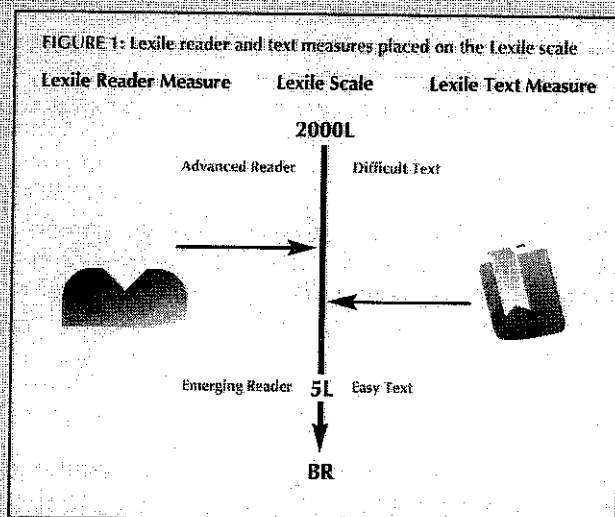 FIGURE 1: Lexile reader and text measures placed on the Lexile scale
Lexile Reader Measure Lexile Scale Lexile Text Measure
2000L
Advanced Reader Difficult Text
Emerging Reader 5L Easy Text
BR